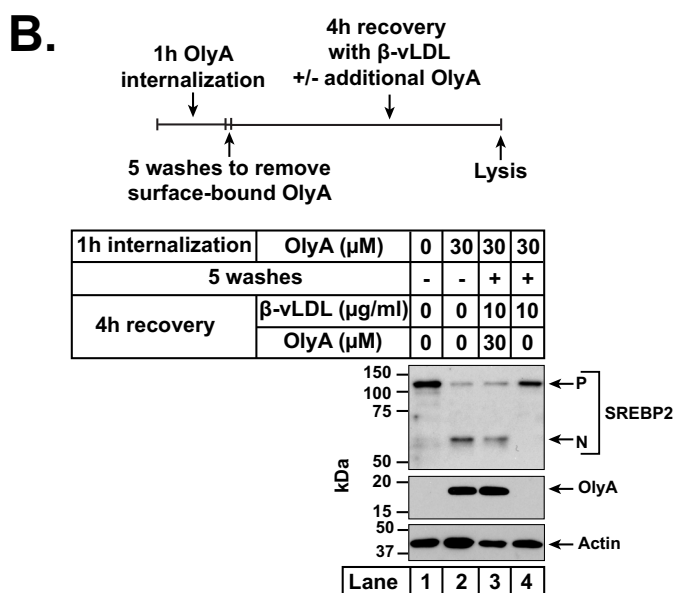 B.
1h OlyA
internalization
4h recovery
with β-vLDL
+/- additional OlyA
5 washes to remove
surface-bound OlyA
Lysis
1h internalization OlyA (µM) 0 30 30 30
5 washes - - + +
4h recovery
β-vLDL (µg/ml) 0 0 10 10
OlyA (µM) 0 0 30 0
150
100
75
50
P
N
SREBP2
kDa
20
15
OlyA
50
37
Actin
Lane 1 2 3 4